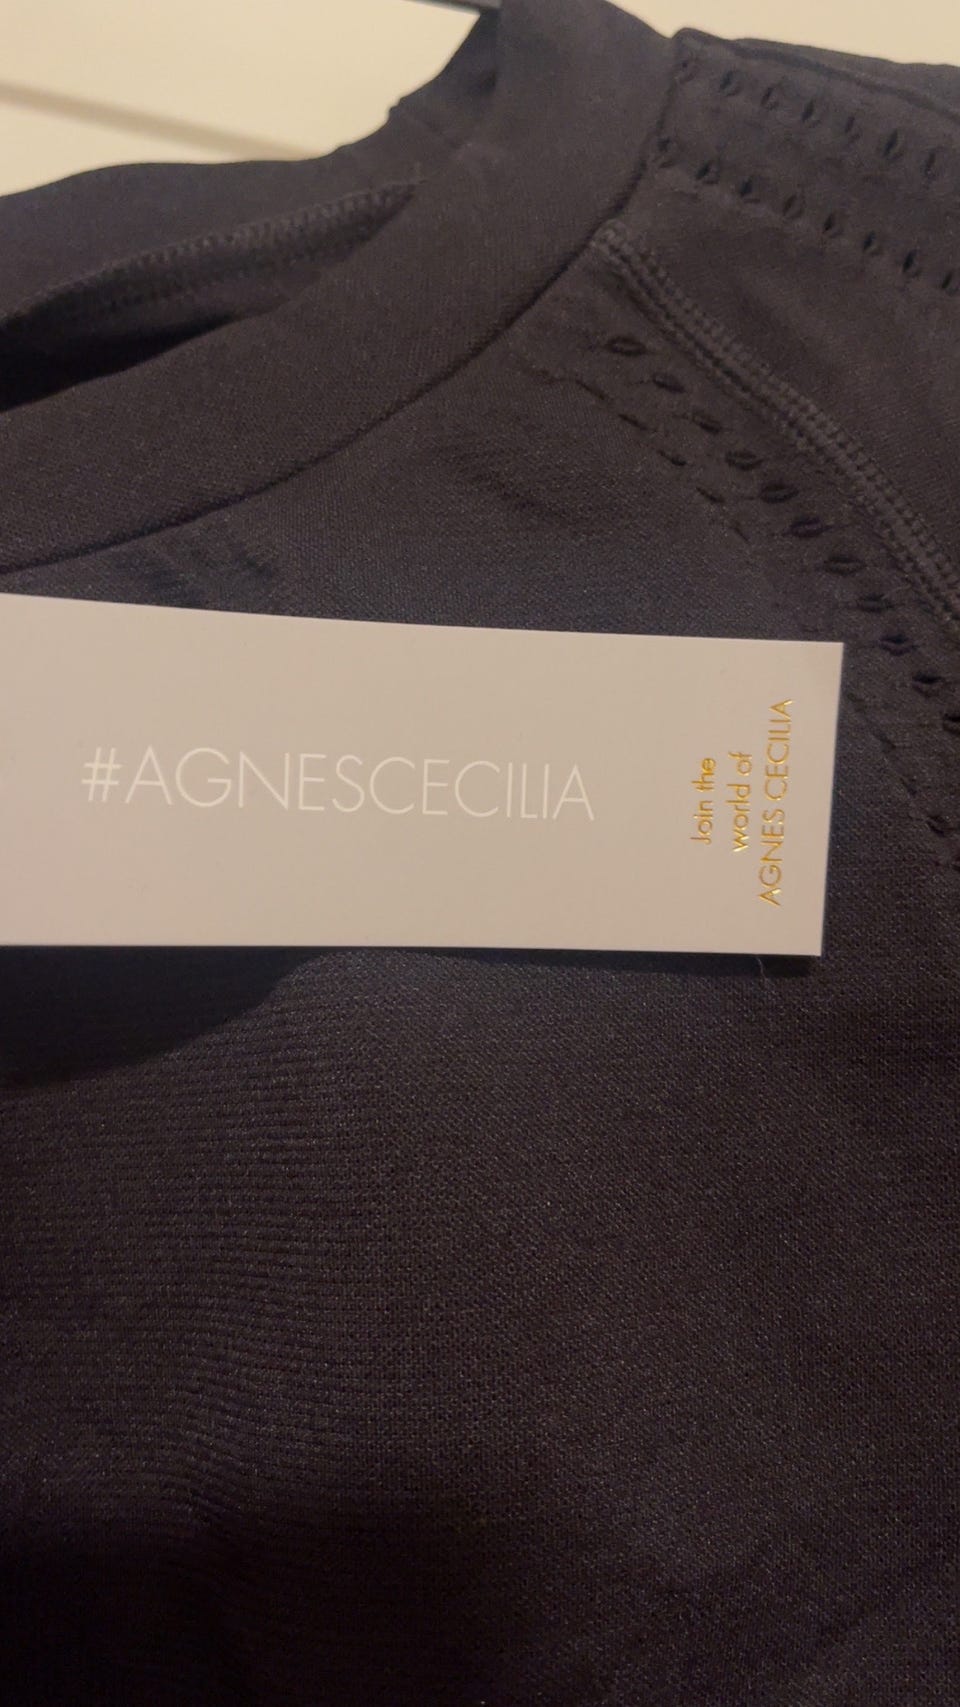 #AGNESCECILIA
Join the
world of
AGNES CECILIA